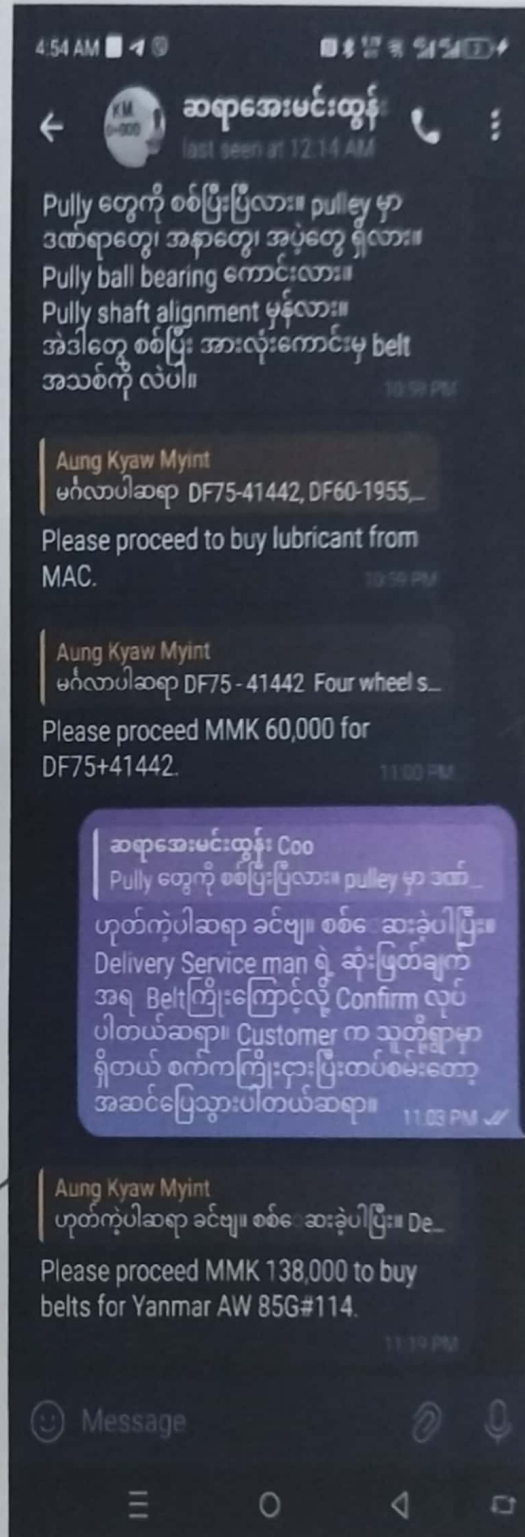 4:54 AM
ဆရာအေးမင်းထွန်း
last seen at 12:14 AM
Pully တွေကို စစ်ပြီးပြီလား။ pulley မှာ
ဒဏ်ရာတွေ၊ အနာတွေ၊ အပွဲတွေ ရှိလား။
Pully ball bearing ကောင်းလား။
Pully shaft alignment မှန်လား။
အဲဒါတွေ စစ်ပြီး အားလုံးကောင်းမှ belt
အသစ်ကို လဲပါ။
10:59 PM
Aung Kyaw Myint
မင်္ဂလာပါဆရာ DF75-41442, DF60-1955,...
Please proceed to buy lubricant from
MAC.
10:59 PM
Aung Kyaw Myint
မင်္ဂလာပါဆရာ DF75 - 41442 Four wheel s...
Please proceed MMK 60,000 for
DF75+41442.
11:00 PM
ဆရာအေးမင်းထွန်း Coo
Pully တွေကို စစ်ပြီးပြီလား။ pulley မှာ ဒဏ်...
ဟုတ်ကဲ့ပါဆရာ ခင်ဗျ။ စစ်ေဆးခဲ့ပါပြီး။
Delivery Service man ရဲ့ ဆုံးဖြတ်ချက်
အရ Beltကြိုးကြောင့်လို့ Confirm လုပ်
ပါတယ်ဆရာ။ Customer က သူတို့ရွာမှာ
ရှိတယ် စက်ကကြိုးငှားပြီးတပ်စမ်းတော့
အဆင်ပြေသွားပါတယ်ဆရာ။
11:03 PM
Aung Kyaw Myint
ဟုတ်ကဲ့ပါဆရာ ခင်ဗျ။ စစ်ေဆးခဲ့ပါပြီး။ De...
Please proceed MMK 138,000 to buy
belts for Yanmar AW 85G#114.
11:19 PM
Message